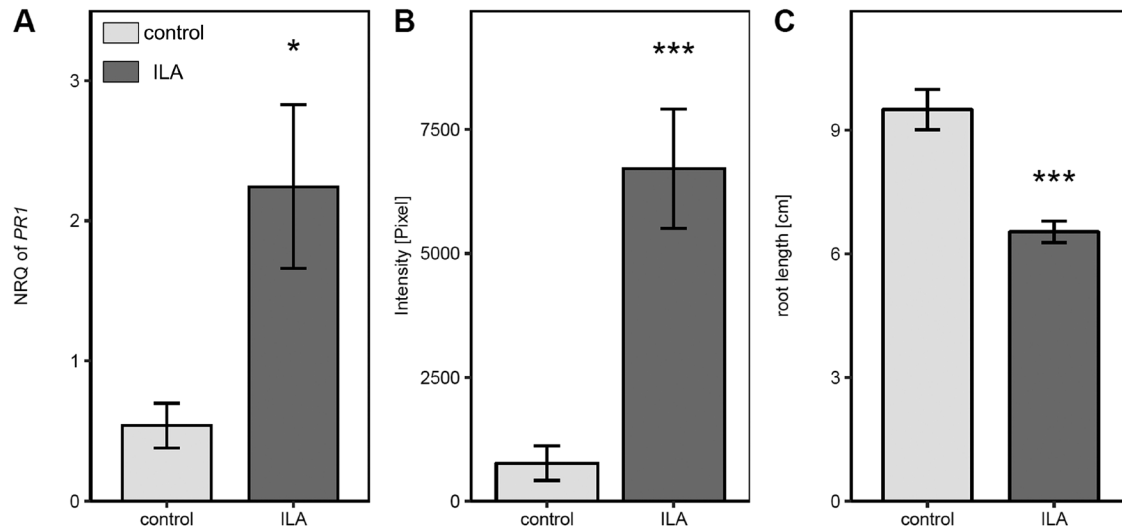 A
control
ILA
*
3
2
1
0
NRQ of PR1
control
ILA
B
***
7500
5000
2500
0
Intensity [Pixel]
control
ILA
C
***
9
6
3
0
root length [cm]
control
ILA